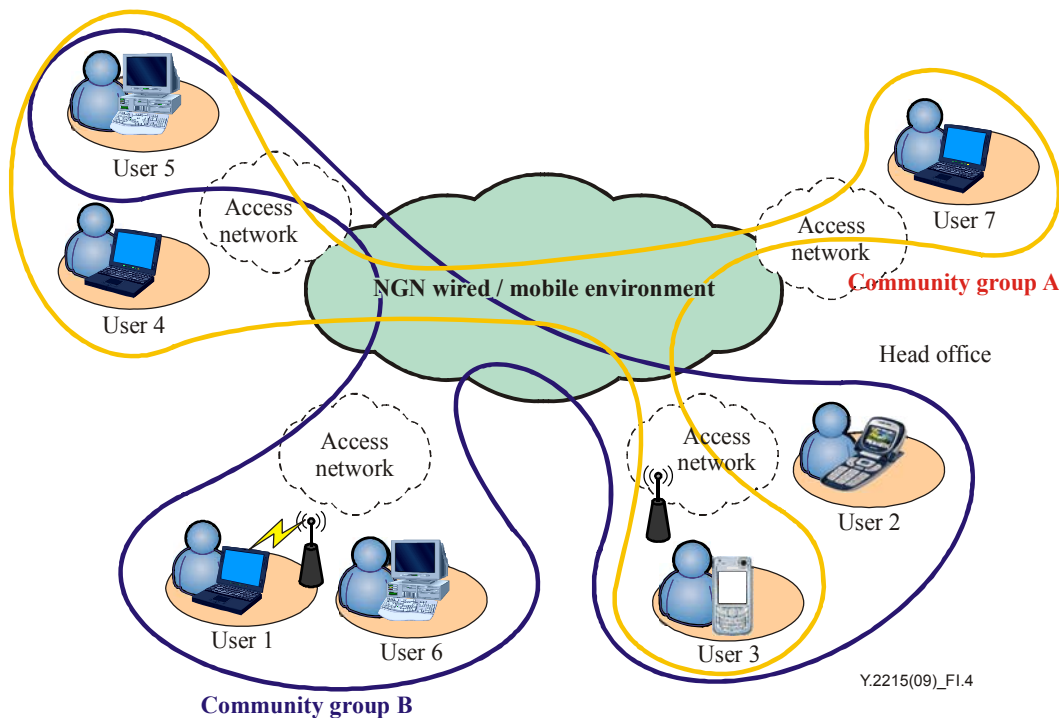 User 5
Access
network
User 7
Access
network
User 4
NGN wired / mobile environment
Community group A
Head office
Access
network
Access
network
User 2
User 1
User 6
User 3
Y.2215(09)_FI.4
Community group B